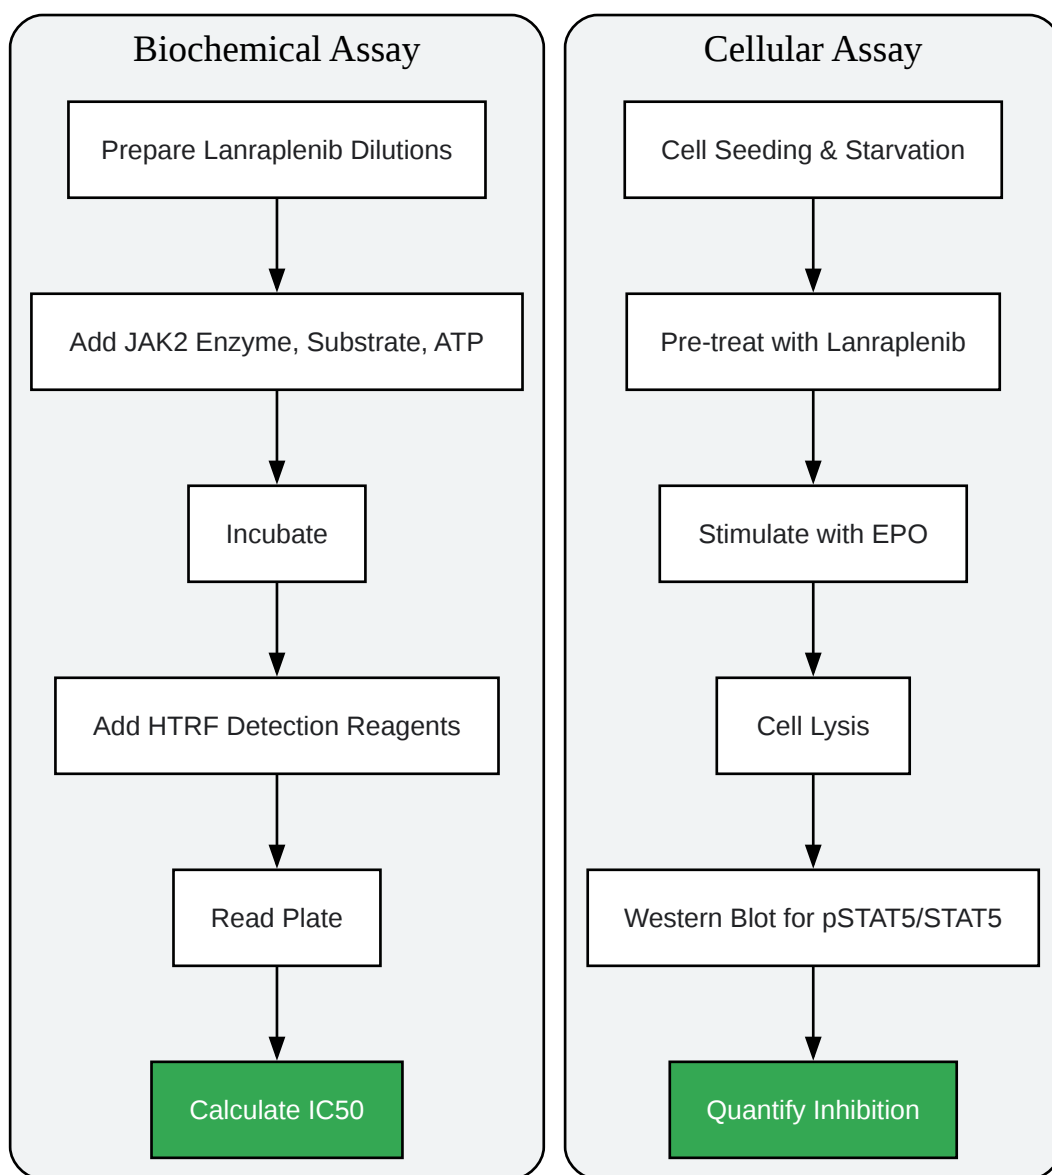 Biochemical Assay
Prepare Lanraplenib Dilutions
Add JAK2 Enzyme, Substrate, ATP
Incubate
Add HTRF Detection Reagents
Read Plate
Calculate IC50
Cellular Assay
Cell Seeding & Starvation
Pre-treat with Lanraplenib
Stimulate with EPO
Cell Lysis
Western Blot for pSTAT5/STAT5
Quantify Inhibition